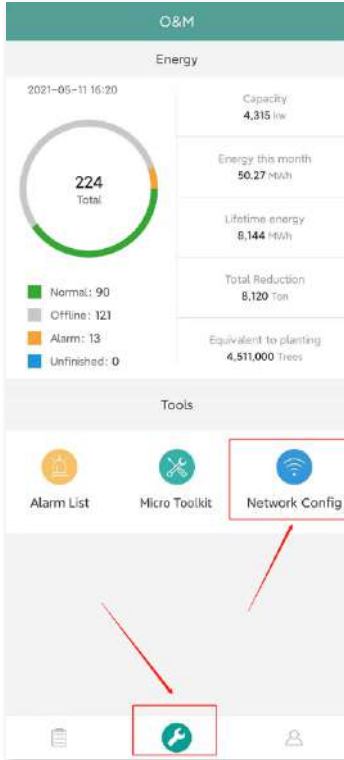 O&M
Energy
2021-05-11 16:20
224
Total
Normal: 90
Offline: 121
Alarm: 13
Unfinished: 0
Capacity
4,315 kw
Energy this month
50.27 MWh
Lifetime energy
8,144 MWh
Total Reduction
8,120 Ton
Equivalent to planting
4,511,000 Trees
Tools
Alarm List
Micro Toolkit
Network Config